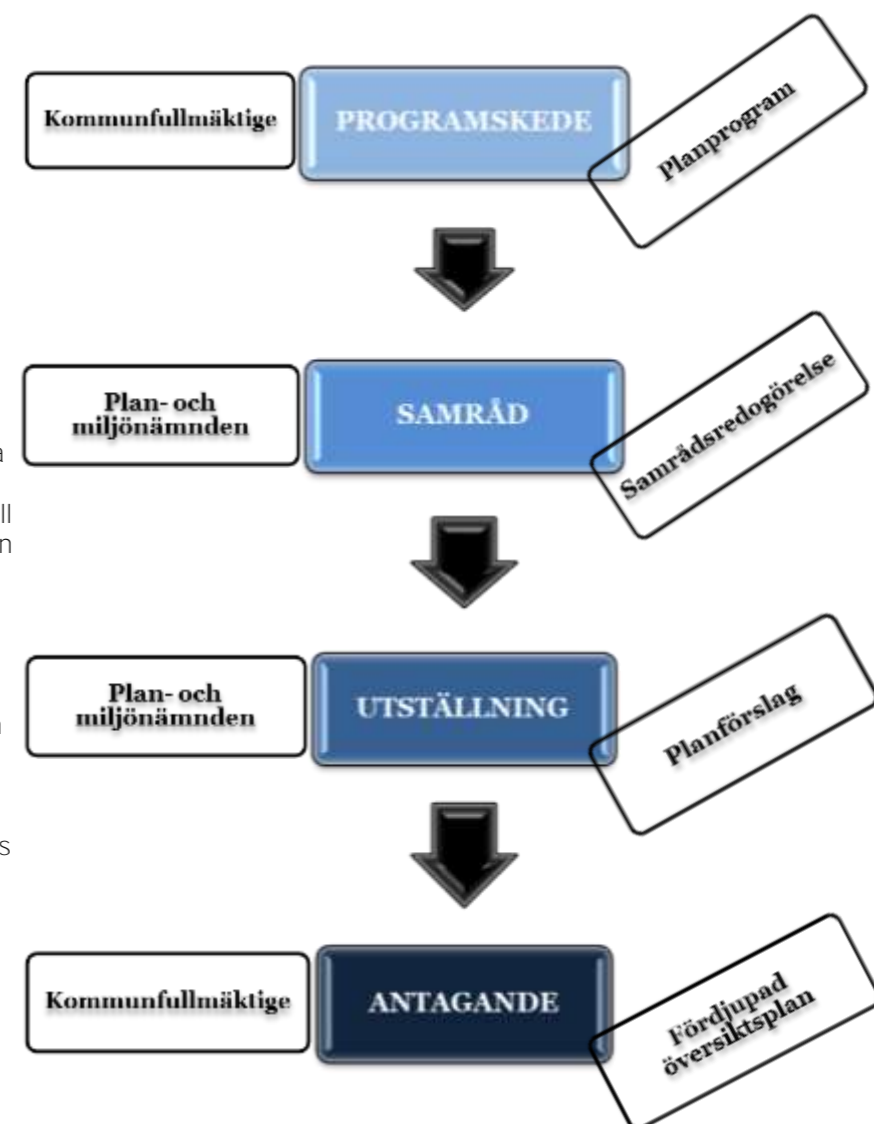 Kommunfullmäktige
PROGRAMSKEDE
Planprogram
Plan- och
miljönämnden
SAMRÅD
Samrådsredogörelse
Plan- och
miljönämnden
UTSTÄLLNING
Planförslag
Kommunfullmäktige
ANTAGANDE
Fördjupad
översiktsplan